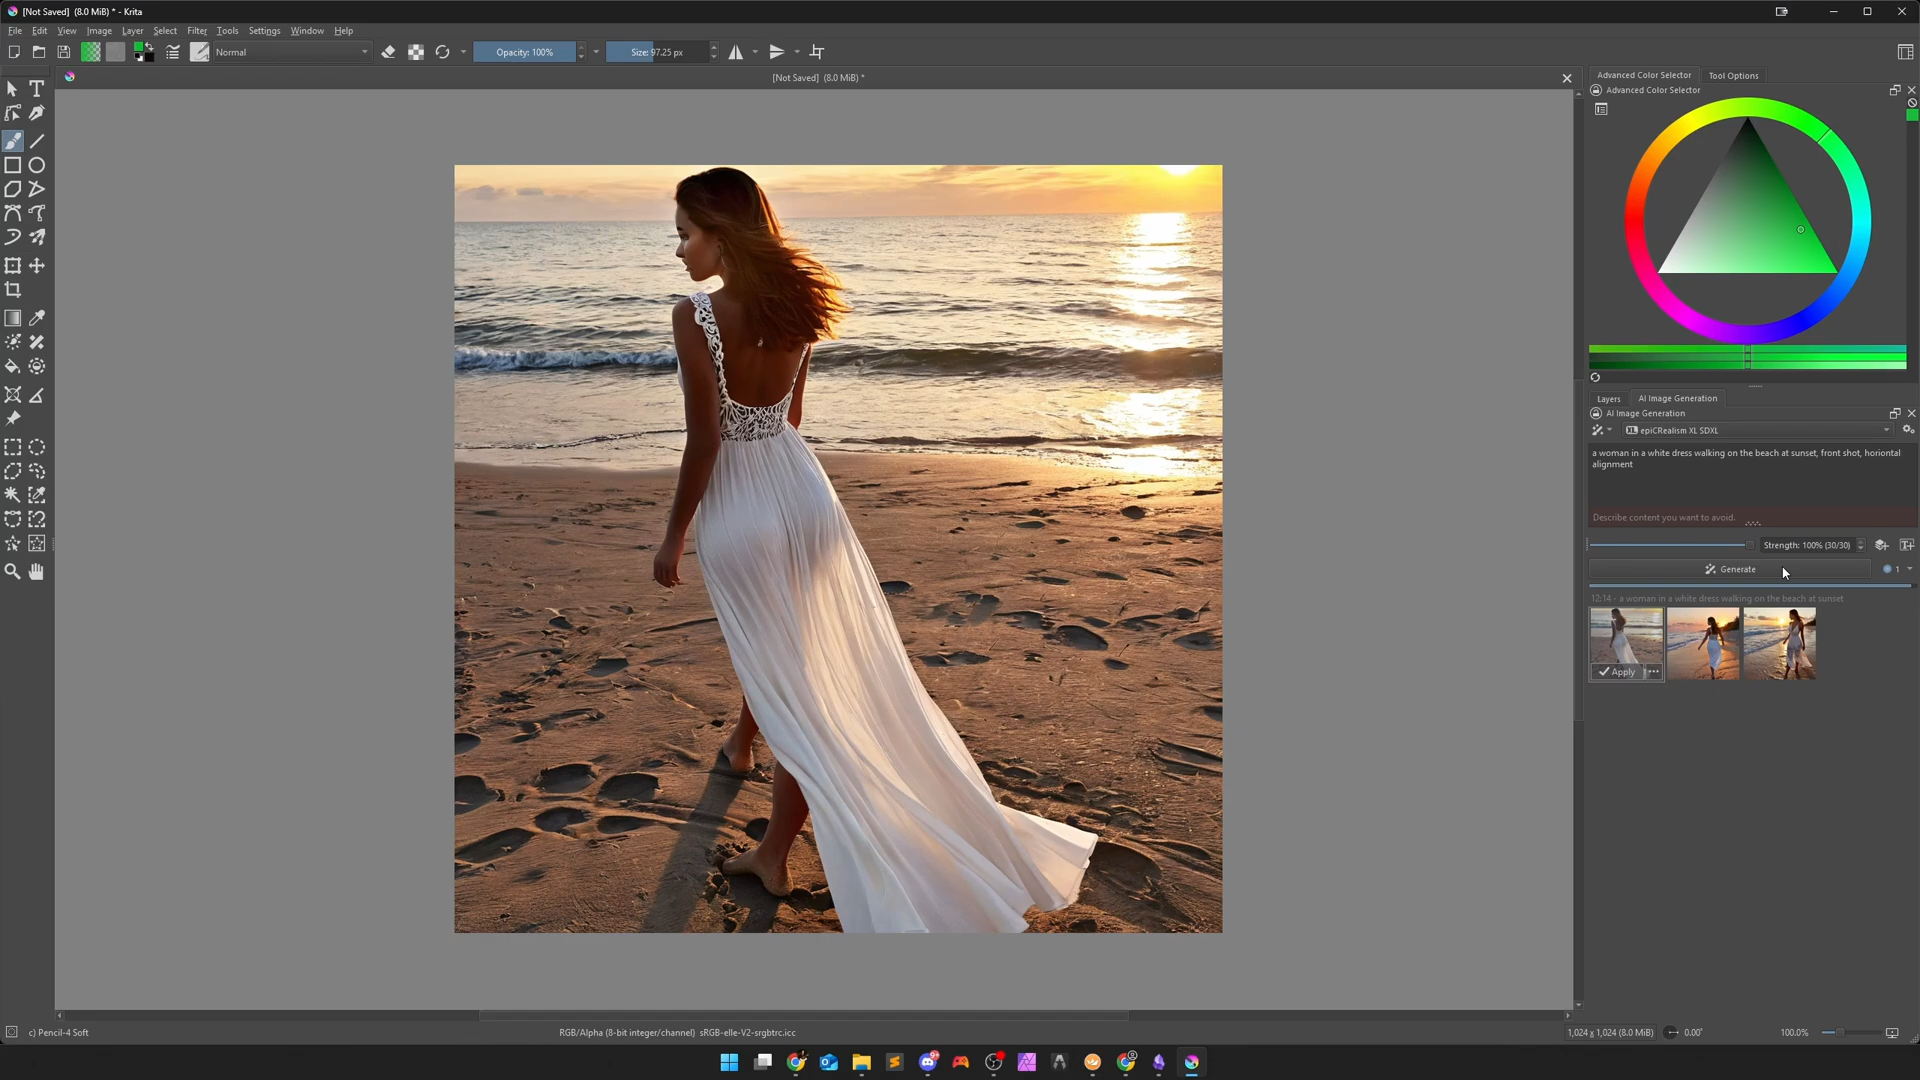 [Not Saved] (8.0 MiB) * - Krita
File Edit View Image Layer Select Filter Tools Settings Window Help
Normal
Opacity: 100%
Size: 97.25 px
[Not Saved] (8.0 MiB) *
Advanced Color Selector Tool Options
Advanced Color Selector
Layers AI Image Generation
AI Image Generation
XL epiCRealism XL SDXL
a woman in a white dress walking on the beach at sunset, front shot, horiontal
alignment
Describe content you want to avoid.
Strength: 100% (30/30)
Generate 1
12:14 - a woman in a white dress walking on the beach at sunset
Apply
c) Pencil-4 Soft
RGB/Alpha (8-bit integer/channel) sRGB-elle-V2-srgbtrc.icc
1,024 x 1,024 (8.0 MiB)
0.00°
100.0%